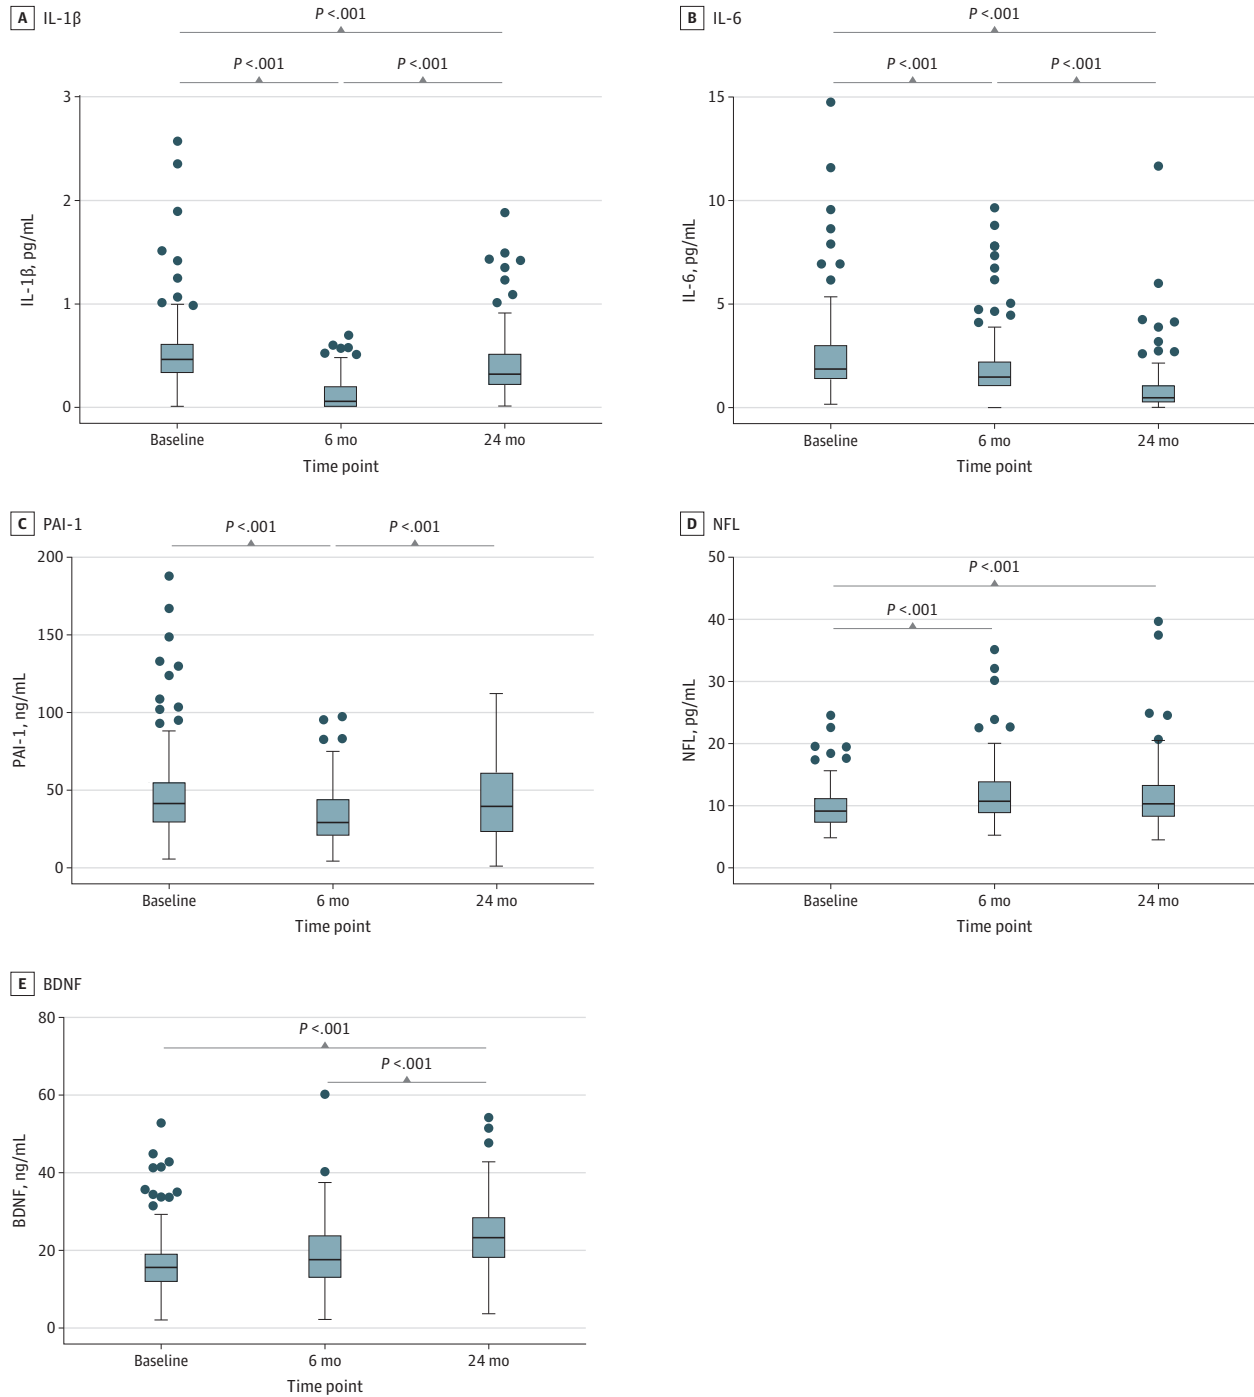 A IL-1β
P <.001
P <.001
P <.001
3
2
1
0
IL-1β, pg/mL
Baseline
6 mo
24 mo
Time point
B IL-6
P <.001
P <.001
P <.001
15
10
5
0
IL-6, pg/mL
Baseline
6 mo
24 mo
Time point
C PAI-1
P <.001
P <.001
200
150
100
50
0
PAI-1, ng/mL
Baseline
6 mo
24 mo
Time point
D NFL
P <.001
P <.001
50
40
30
20
10
0
NFL, pg/mL
Baseline
6 mo
24 mo
Time point
E BDNF
P <.001
P <.001
80
60
40
20
0
BDNF, ng/mL
Baseline
6 mo
24 mo
Time point